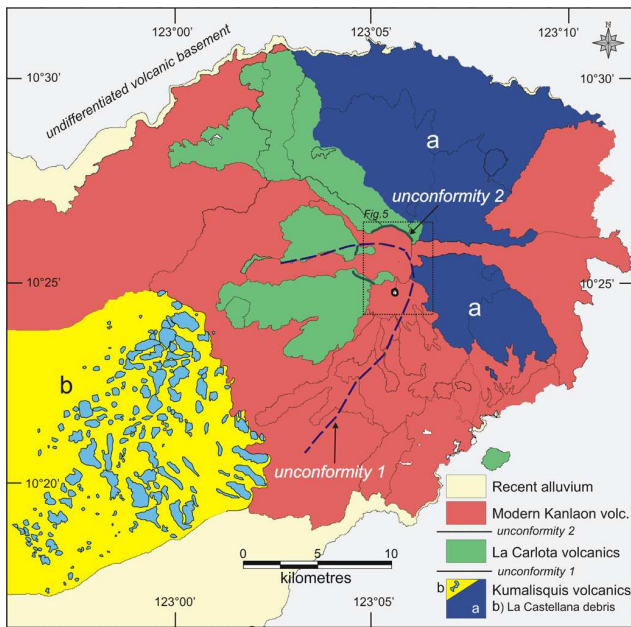 123°00' 123°05' 123°10'
10°30' 10°30'
undifferentiated volcanic basement
a
unconformity 2
Fig.5
10°25' 10°25'
a
b
10°20'
unconformity 1
Recent alluvium
Modern Kanlaon volc.
unconformity 2
La Carlota volcanics
unconformity 1
b Kumalisquis volcanics
a b) La Castellana debris
0 5 10
kilometres
123°00' 123°05' 123°10'